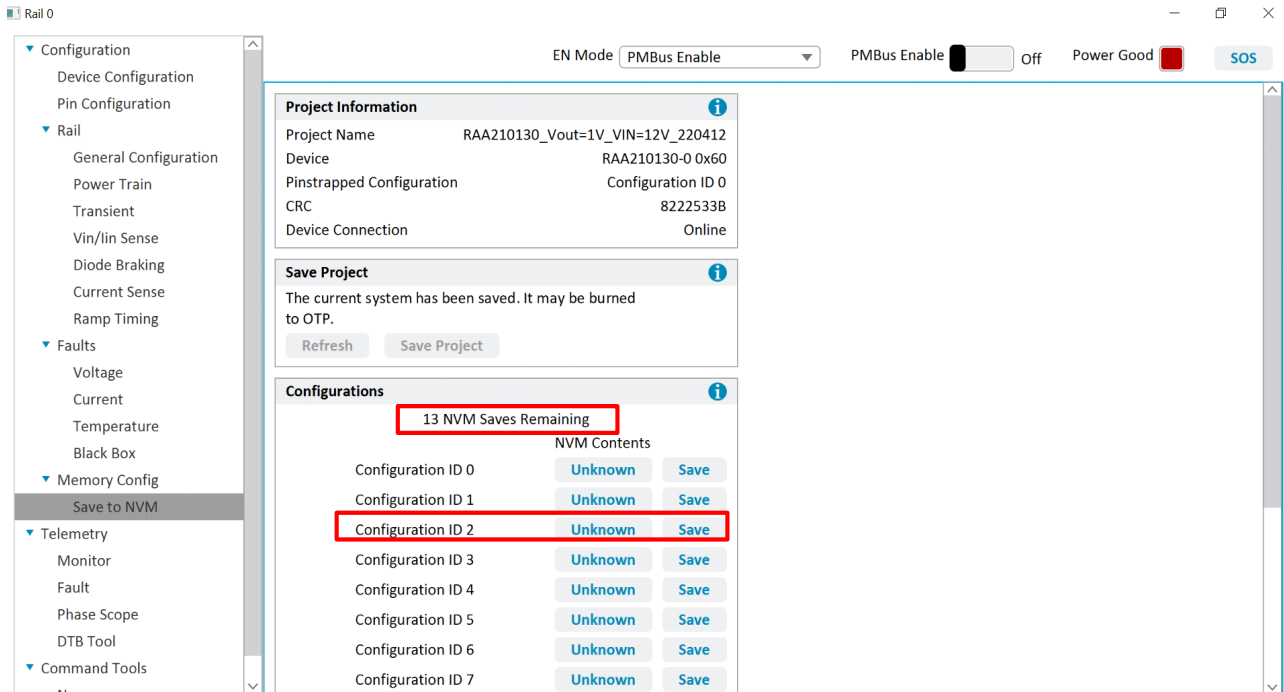 Rail 0
EN Mode PMBus Enable PMBus Enable Off Power Good SOS
Configuration
Device Configuration
Pin Configuration
Rail
General Configuration
Power Train
Transient
Vin/Iin Sense
Diode Braking
Current Sense
Ramp Timing
Faults
Voltage
Current
Temperature
Black Box
Memory Config
Save to NVM
Telemetry
Monitor
Fault
Phase Scope
DTB Tool
Command Tools
Project Information
Project Name RAA210130_Vout=1V_VIN=12V_220412
Device RAA210130-0 0x60
Pinstrapped Configuration Configuration ID 0
CRC 8222533B
Device Connection Online
Save Project
The current system has been saved. It may be burned
to OTP.
Refresh Save Project
Configurations
13 NVM Saves Remaining
NVM Contents
Configuration ID 0 Unknown Save
Configuration ID 1 Unknown Save
Configuration ID 2 Unknown Save
Configuration ID 3 Unknown Save
Configuration ID 4 Unknown Save
Configuration ID 5 Unknown Save
Configuration ID 6 Unknown Save
Configuration ID 7 Unknown Save